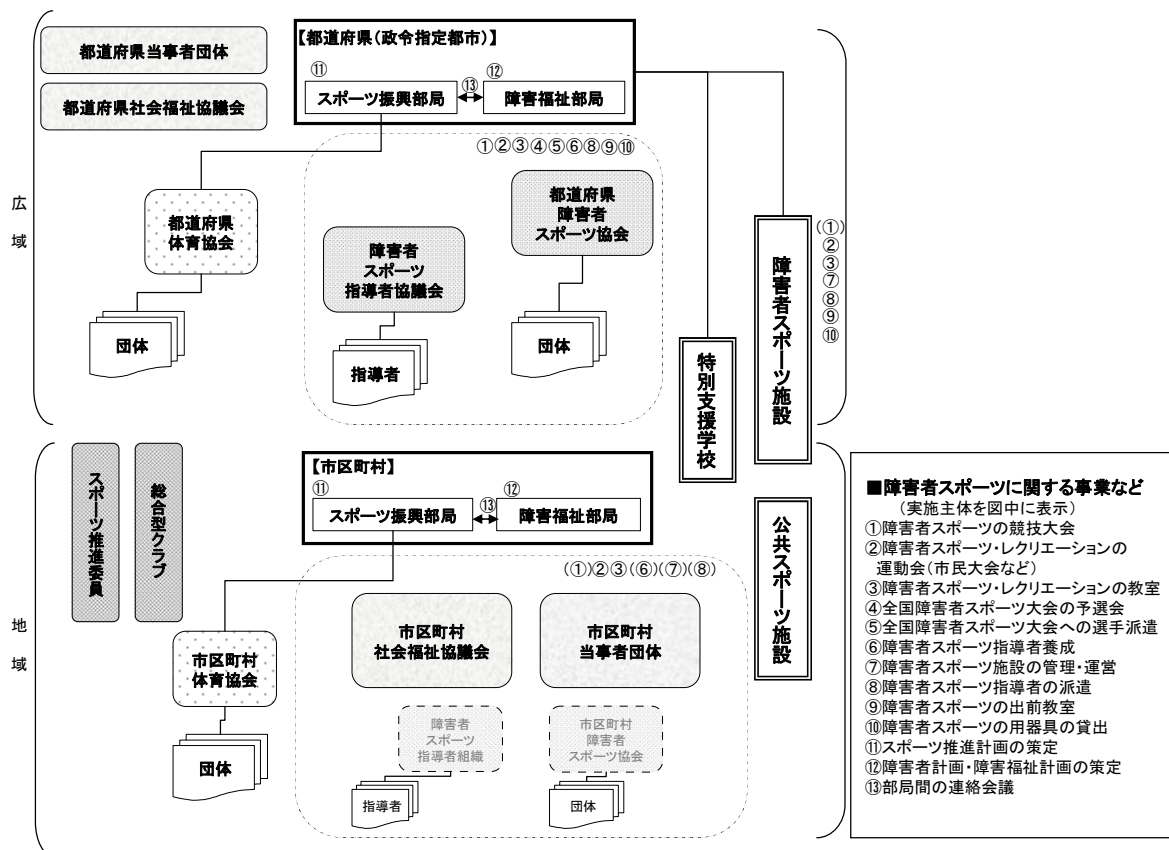 都道府県当事者団体
都道府県社会福祉協議会
【都道府県(政令指定都市)】
⑪
⑬
⑫
スポーツ振興部局
障害福祉部局
①②③④⑤⑥⑧⑨⑩
広
域
都道府県
体育協会
団体
障害者
スポーツ
指導者協議会
指導者
都道府県
障害者
スポーツ協会
団体
特別支援学校
障害者スポーツ施設
(①)
②
③
⑦
⑧
⑨
⑩
地
域
スポーツ推進委員
総合型クラブ
【市区町村】
⑪
⑬
⑫
スポーツ振興部局
障害福祉部局
(①)②③(⑥)(⑦)(⑧)
市区町村
体育協会
団体
市区町村
社会福祉協議会
市区町村
当事者団体
障害者
スポーツ
指導者組織
指導者
市区町村
障害者
スポーツ協会
団体
公共スポーツ施設
■障害者スポーツに関する事業など
(実施主体を図中に表示)
①障害者スポーツの競技大会
②障害者スポーツ・レクリエーションの
運動会(市民大会など)
③障害者スポーツ・レクリエーションの教室
④全国障害者スポーツ大会の予選会
⑤全国障害者スポーツ大会への選手派遣
⑥障害者スポーツ指導者養成
⑦障害者スポーツ施設の管理・運営
⑧障害者スポーツ指導者の派遣
⑨障害者スポーツの出前教室
⑩障害者スポーツの用器具の貸出
⑪スポーツ推進計画の策定
⑫障害者計画・障害福祉計画の策定
⑬部局間の連絡会議